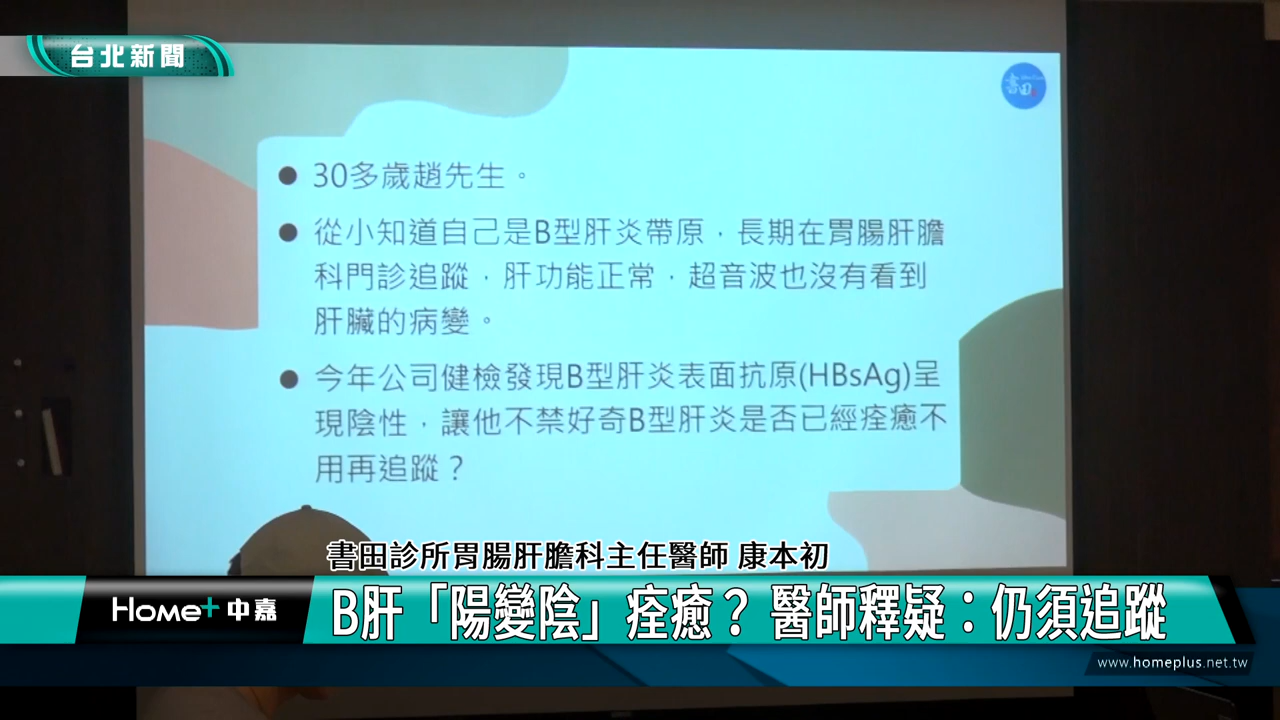 台北新聞
書田
30多歲趙先生。
從小知道自己是B型肝炎帶原，長期在胃腸肝膽
科門診追蹤，肝功能正常，超音波也沒有看到
肝臟的病變。
今年公司健檢發現B型肝炎表面抗原(HBsAg)呈
現陰性，讓他不禁好奇B型肝炎是否已經痊癒不
用再追蹤？
書田診所胃腸肝膽科主任醫師 康本初
Home+中嘉
B肝「陽變陰」痊癒？ 醫師釋疑：仍須追蹤
www.homeplus.net.tw